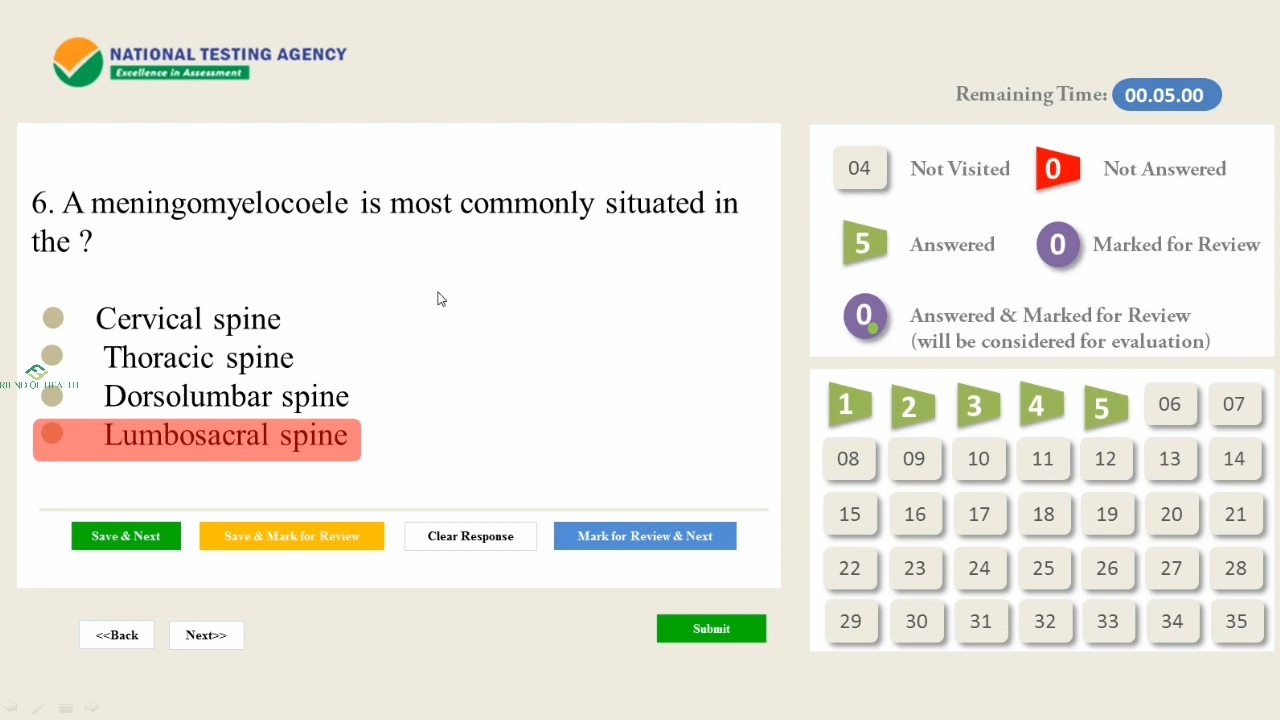 NATIONAL TESTING AGENCY
Excellence in Assessment
Remaining Time: 00.05.00
6. A meningomyelocoele is most commonly situated in
the ?
Cervical spine
Thoracic spine
Dorsolumbar spine
Lumbosacral spine
Save & Next
Save & Mark for Review
Clear Response
Mark for Review & Next
<<Back
Next>>
Submit
04 Not Visited
0 Not Answered
5 Answered
0 Marked for Review
0 Answered & Marked for Review
(will be considered for evaluation)
1 2 3 4 5 06 07
08 09 10 11 12 13 14
15 16 17 18 19 20 21
22 23 24 25 26 27 28
29 30 31 32 33 34 35